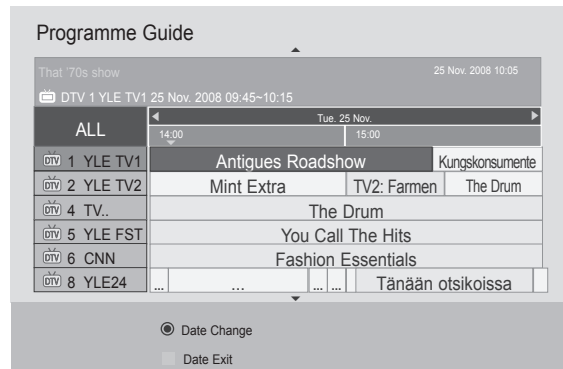 Programme Guide
That '70s show 25 Nov. 2008 10:05
DTV 1 YLE TV1 25 Nov. 2008 09:45~10:15
ALL
Tue. 25 Nov.
14:00 15:00
DTV 1 YLE TV1 Antigues Roadshow Kungskonsumente
DTV 2 YLE TV2 Mint Extra TV2: Farmen The Drum
DTV 4 TV.. The Drum
DTV 5 YLE FST You Call The Hits
DTV 6 CNN Fashion Essentials
DTV 8 YLE24 ... ... ... ... Tänään otsikoissa
Date Change
Date Exit